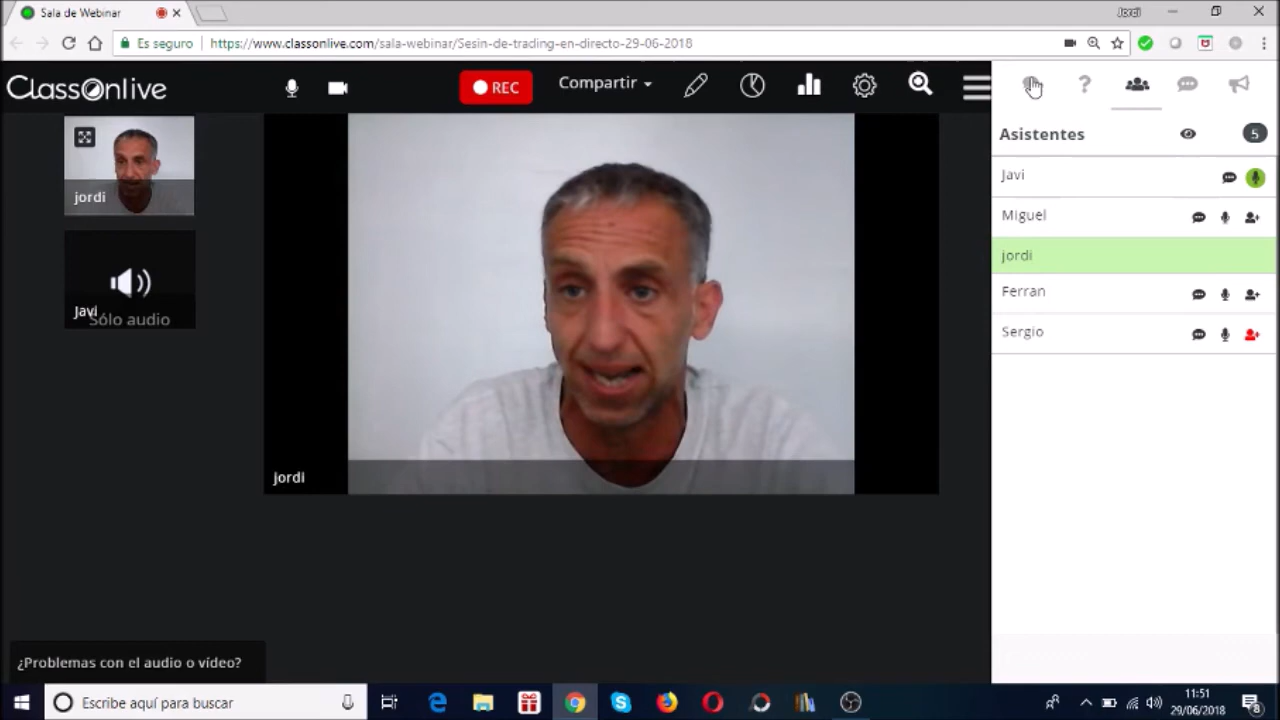 Sala de Webinar
Jordi
Es seguro
https://www.classonlive.com/sala-webinar/Sesin-de-trading-en-directo-29-06-2018
ClassOnlive
REC
Compartir
?
Asistentes
5
jordi
Javi
Miguel
jordi
Ferran
Sergio
Javi
Sólo audio
jordi
¿Problemas con el audio o vídeo?
Escribe aquí para buscar
11:51
29/06/2018
8